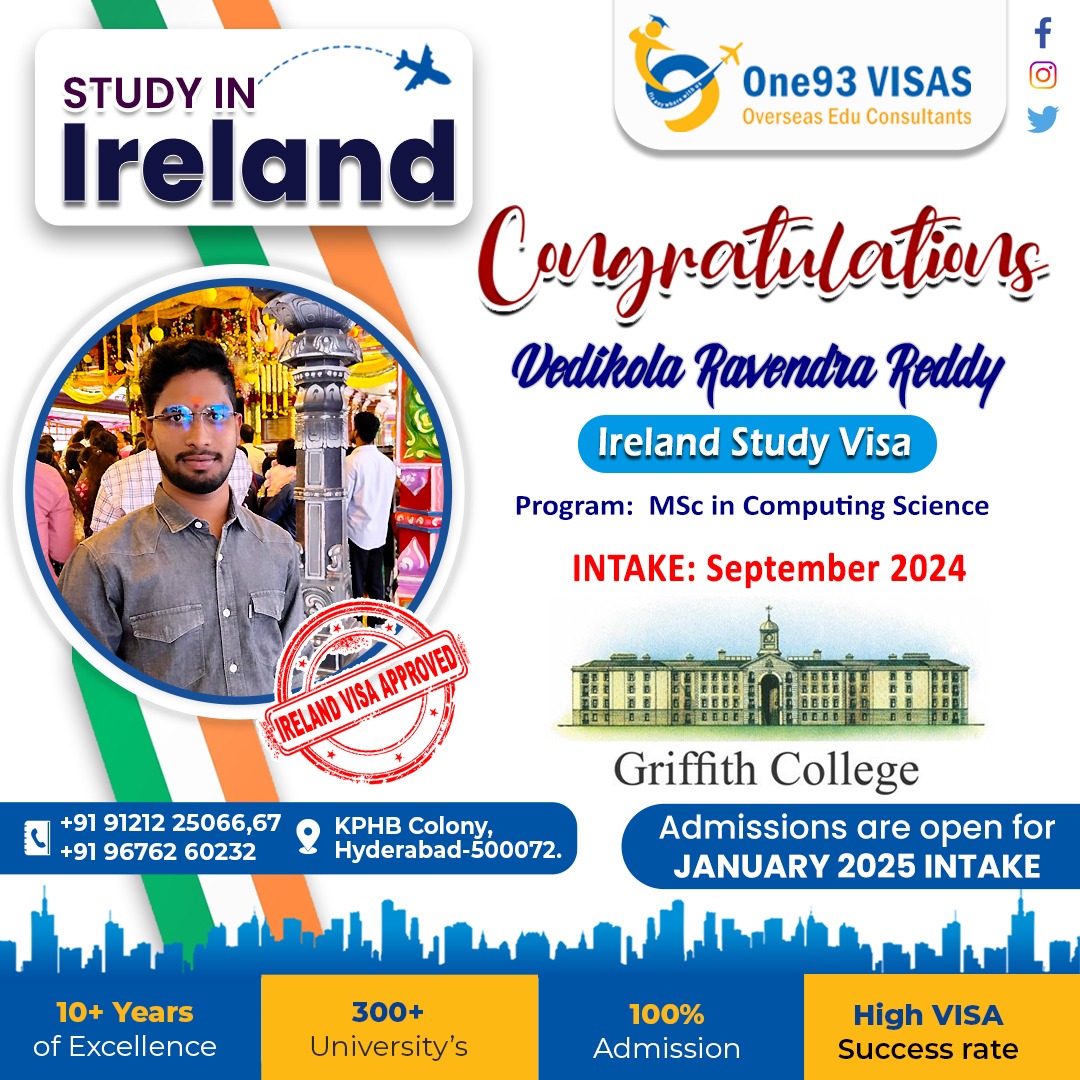 STUDY IN
Ireland
One93 VISAS
Overseas Edu Consultants
Congratulations
Vedikola Ravendra Reddy
Ireland Study Visa
Program: MSc in Computing Science
INTAKE: September 2024
IRELAND VISA APPROVED
Griffith College
+91 91212 25066,67
+91 96762 60232
KPHB Colony,
Hyderabad-500072.
Admissions are open for
JANUARY 2025 INTAKE
10+ Years
of Excellence
300+
University's
100%
Admission
High VISA
Success rate